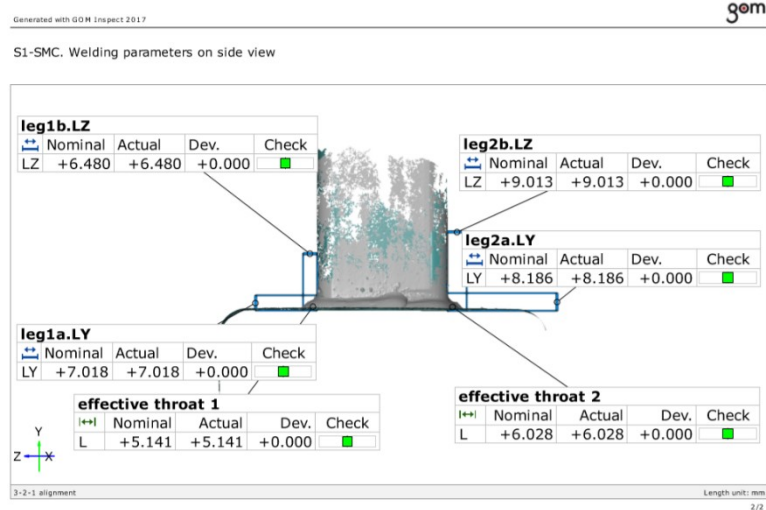 Generated with GOM Inspect 2017
gom
S1-SMC. Welding parameters on side view
leg1b.LZ
Nominal Actual Dev. Check
LZ +6.480 +6.480 +0.000
leg2b.LZ
Nominal Actual Dev. Check
LZ +9.013 +9.013 +0.000
leg2a.LY
Nominal Actual Dev. Check
LY +8.186 +8.186 +0.000
leg1a.LY
Nominal Actual Dev. Check
LY +7.018 +7.018 +0.000
effective throat 1
Nominal Actual Dev. Check
L +5.141 +5.141 +0.000
effective throat 2
Nominal Actual Dev. Check
L +6.028 +6.028 +0.000
Y
Z X
3-2-1 alignment
Length unit: mm
2/2